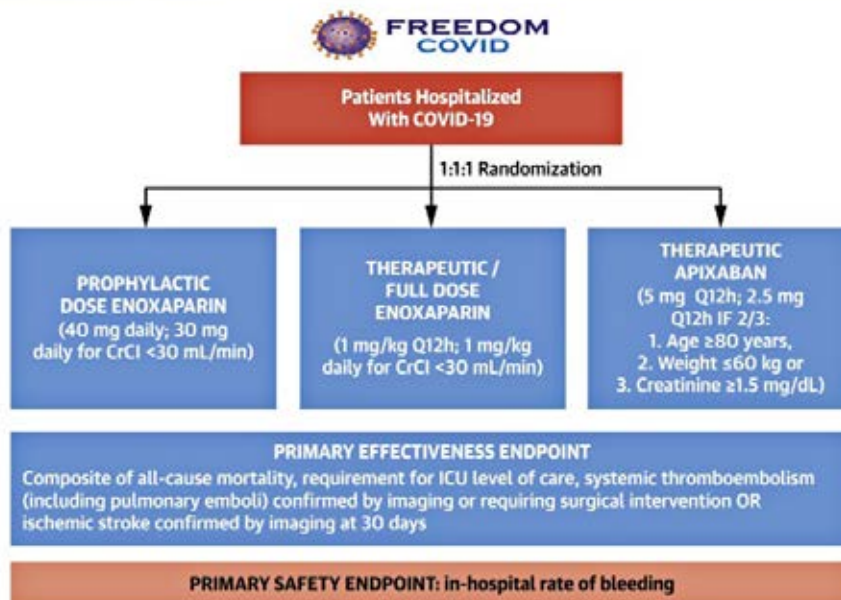 FREEDOM
COVID
Patients Hospitalized
With COVID-19
1:1:1 Randomization
PROPHYLACTIC
DOSE ENOXAPARIN
(40 mg daily; 30 mg
daily for CrCl <30 mL/min)
THERAPEUTIC /
FULL DOSE
ENOXAPARIN
(1 mg/kg Q12h; 1 mg/kg
daily for CrCl <30 mL/min)
THERAPEUTIC
APIXABAN
(5 mg Q12h; 2.5 mg
Q12h IF 2/3:
1. Age ≥80 years,
2. Weight ≤60 kg or
3. Creatinine ≥1.5 mg/dL)
PRIMARY EFFECTIVENESS ENDPOINT
Composite of all-cause mortality, requirement for ICU level of care, systemic thromboembolism
(including pulmonary emboli) confirmed by imaging or requiring surgical intervention OR
ischemic stroke confirmed by imaging at 30 days
PRIMARY SAFETY ENDPOINT: in-hospital rate of bleeding